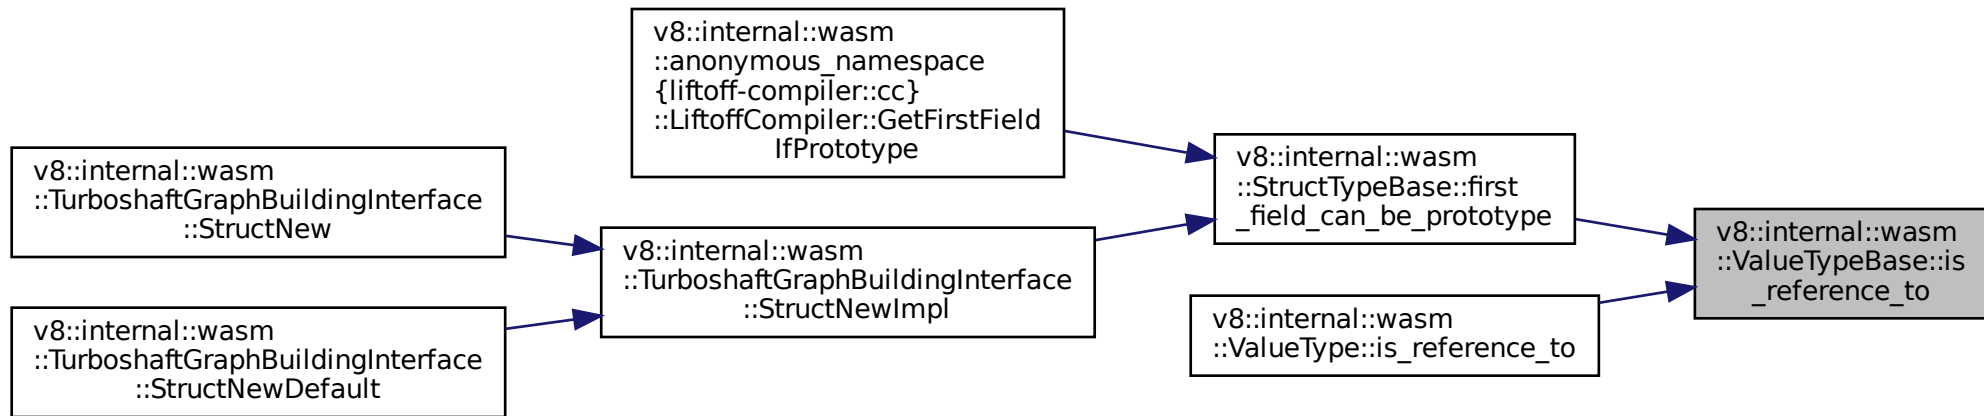 v8::internal::wasm
::anonymous_namespace
{liftoff-compiler::cc}
::LiftoffCompiler::GetFirstField
IfPrototype
v8::internal::wasm
::TurboshaftGraphBuildingInterface
::StructNew
v8::internal::wasm
::StructTypeBase::first
_field_can_be_prototype
v8::internal::wasm
::ValueTypeBase::is
_reference_to
v8::internal::wasm
::TurboshaftGraphBuildingInterface
::StructNewImpl
v8::internal::wasm
::ValueType::is_reference_to
v8::internal::wasm
::TurboshaftGraphBuildingInterface
::StructNewDefault